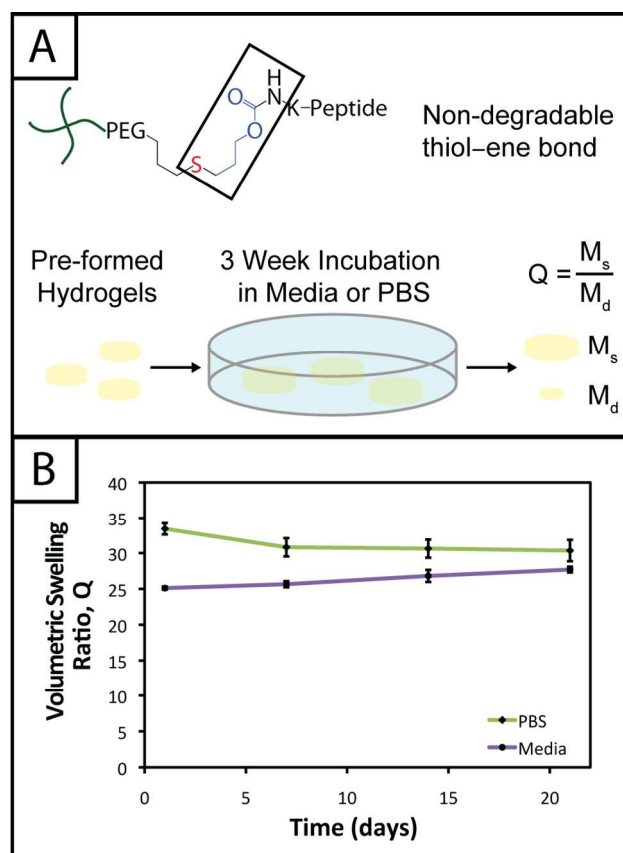 A
H
N
O
K–Peptide
O
PEG
S
Non-degradable
thiol–ene bond
Pre-formed
Hydrogels
3 Week Incubation
in Media or PBS
Q = Ms
Md
Ms
Md
B
Volumetric Swelling
Ratio, Q
40
35
30
25
20
15
10
5
0
PBS
Media
0 5 10 15 20
Time (days)